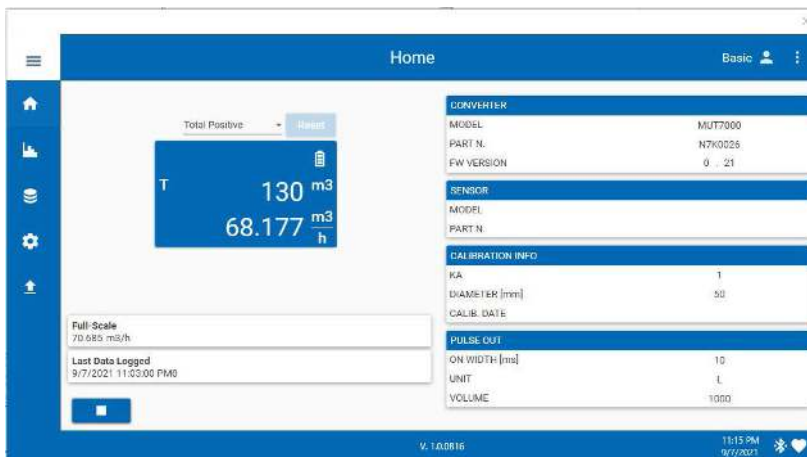 Home
Basic
Total Positive
Reset
T
130 m3
68.177 m3
h
Full-Scale
70.685 m3/h
Last Data Logged
9/7/2021 11:03:00 PM0
CONVERTER
MODEL MUT7000
PART N. N7K0026
FW VERSION 0 . 21
SENSOR
MODEL
PART N.
CALIBRATION INFO
KA 1
DIAMETER [mm] 50
CALIB. DATE
PULSE OUT
ON WIDTH [ms] 10
UNIT L
VOLUME 1000
V. 1.0.0816
11:15 PM
9/7/2021